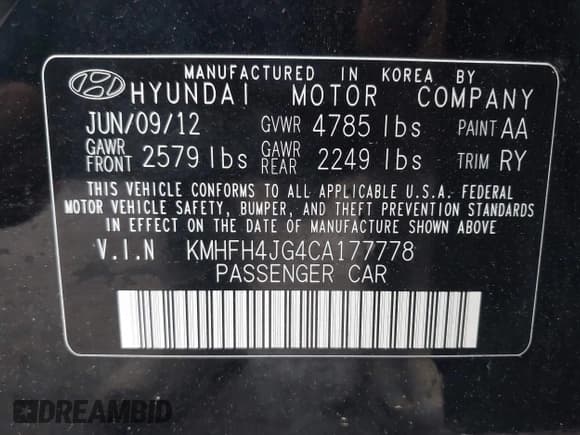 MANUFACTURED IN KOREA BY
HYUNDAI MOTOR COMPANY
JUN/09/12 GVWR 4785 lbs PAINT AA
GAWR FRONT 2579 lbs GAWR REAR 2249 lbs TRIM RY
THIS VEHICLE CONFORMS TO ALL APPLICABLE U.S.A. FEDERAL
MOTOR VEHICLE SAFETY, BUMPER, AND THEFT PREVENTION
STANDARDS IN EFFECT ON THE DATE OF MANUFACTURE SHOWN ABOVE.
V.I.N KMHFH4JG4CA177778
PASSENGER CAR
DREAMBID